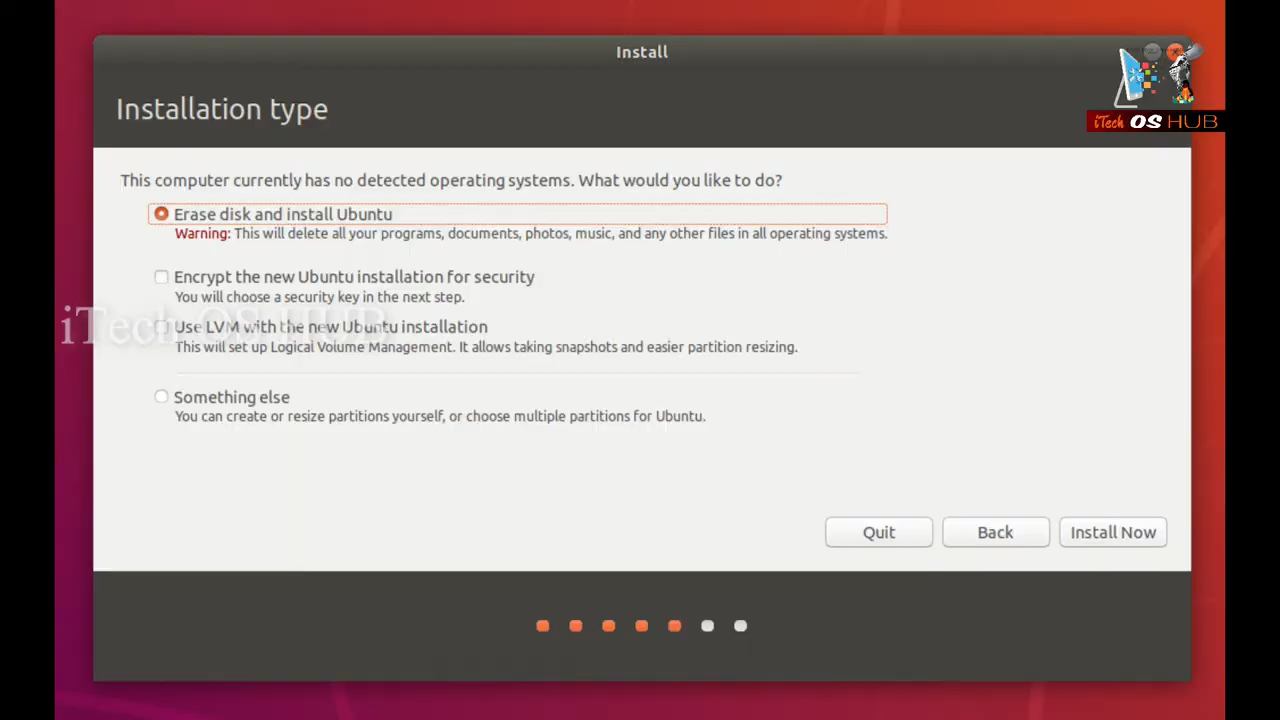 Install
Installation type
iTech OS HUB
This computer currently has no detected operating systems. What would you like to do?
Erase disk and install Ubuntu
Warning: This will delete all your programs, documents, photos, music, and any other files in all operating systems.
Encrypt the new Ubuntu installation for security
You will choose a security key in the next step.
iTech OS HUB
Use LVM with the new Ubuntu installation
This will set up Logical Volume Management. It allows taking snapshots and easier partition resizing.
Something else
You can create or resize partitions yourself, or choose multiple partitions for Ubuntu.
Quit Back Install Now